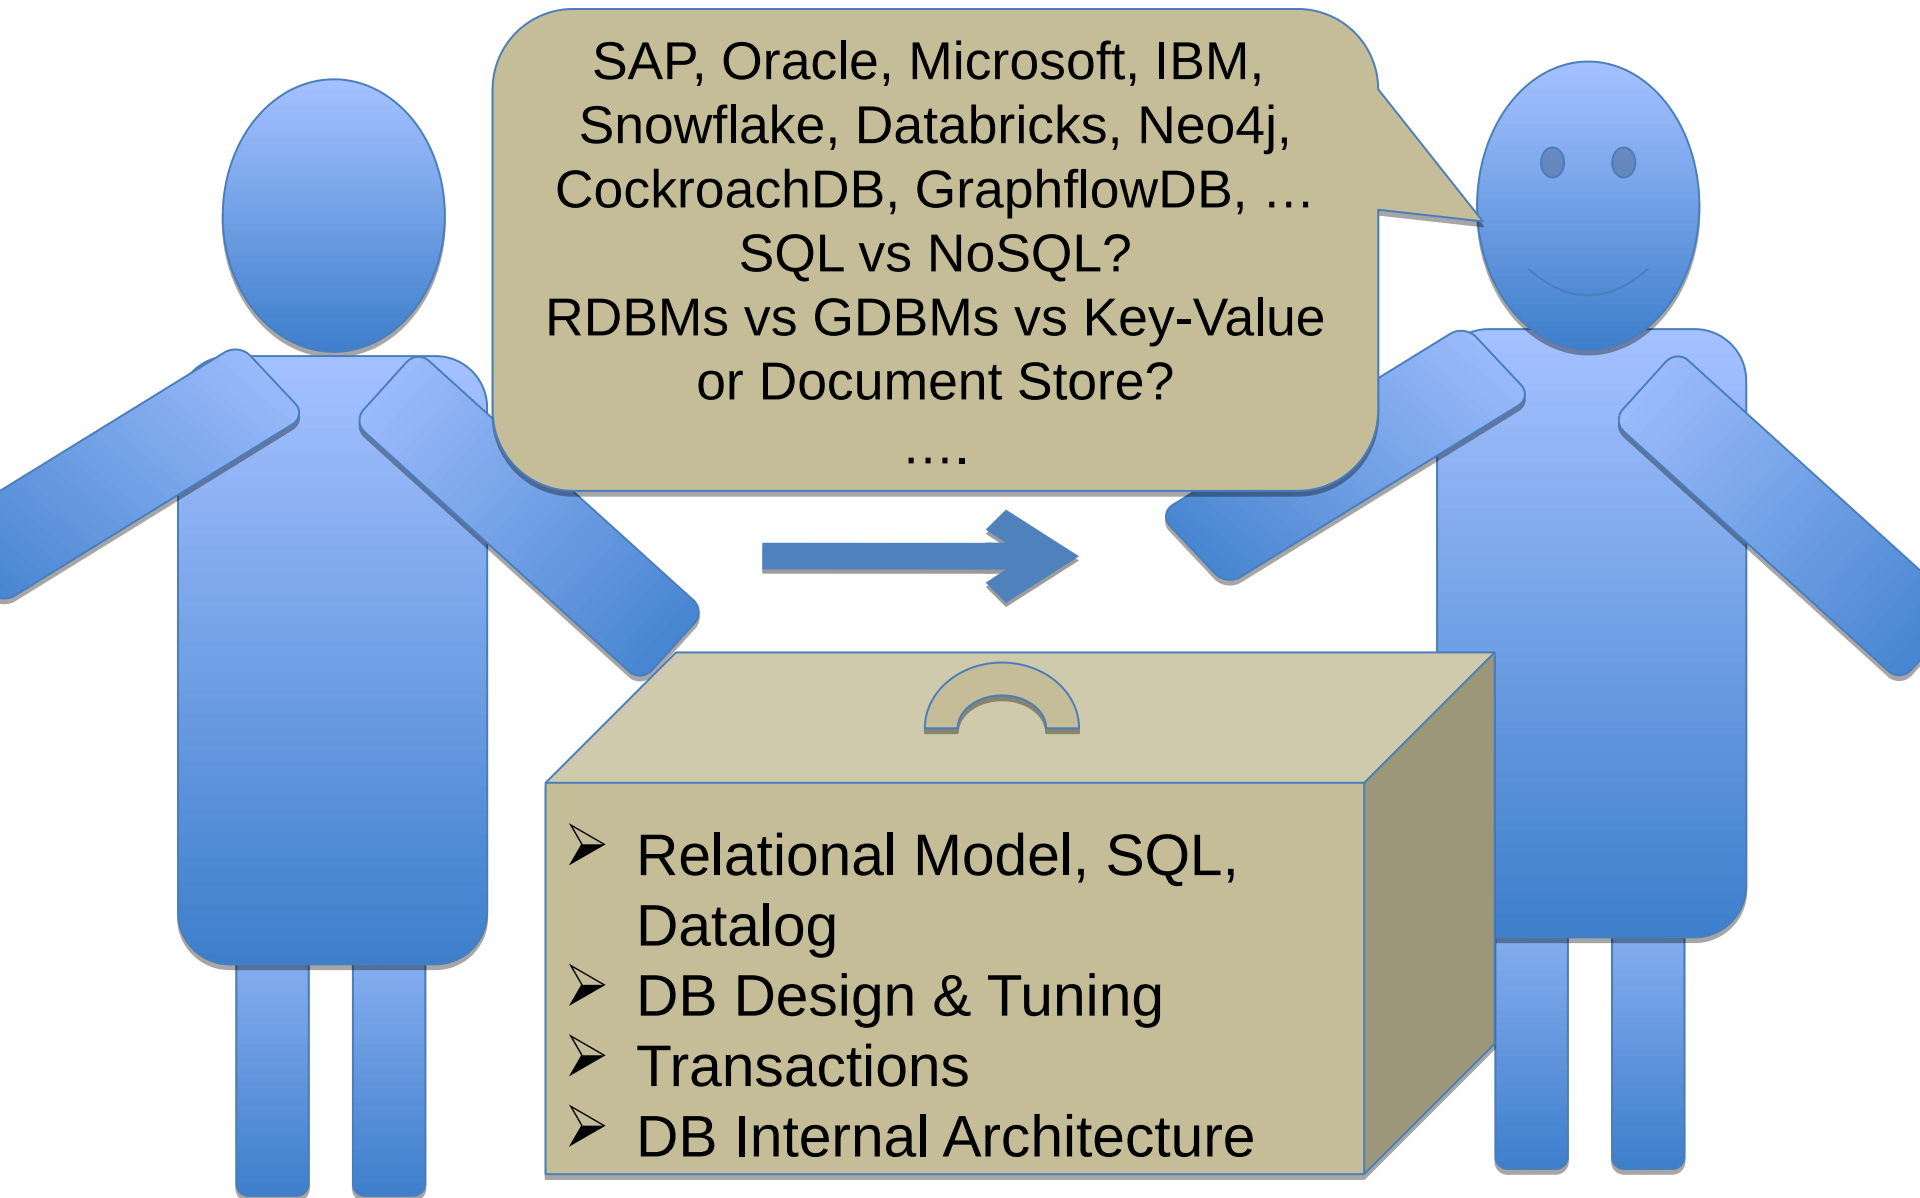 SAP, Oracle, Microsoft, IBM,
Snowflake, Databricks, Neo4j,
CockroachDB, GraphflowDB, …
SQL vs NoSQL?
RDBMs vs GDBMs vs Key-Value
or Document Store?
….
➢ Relational Model, SQL,
Datalog
➢ DB Design & Tuning
➢ Transactions
➢ DB Internal Architecture